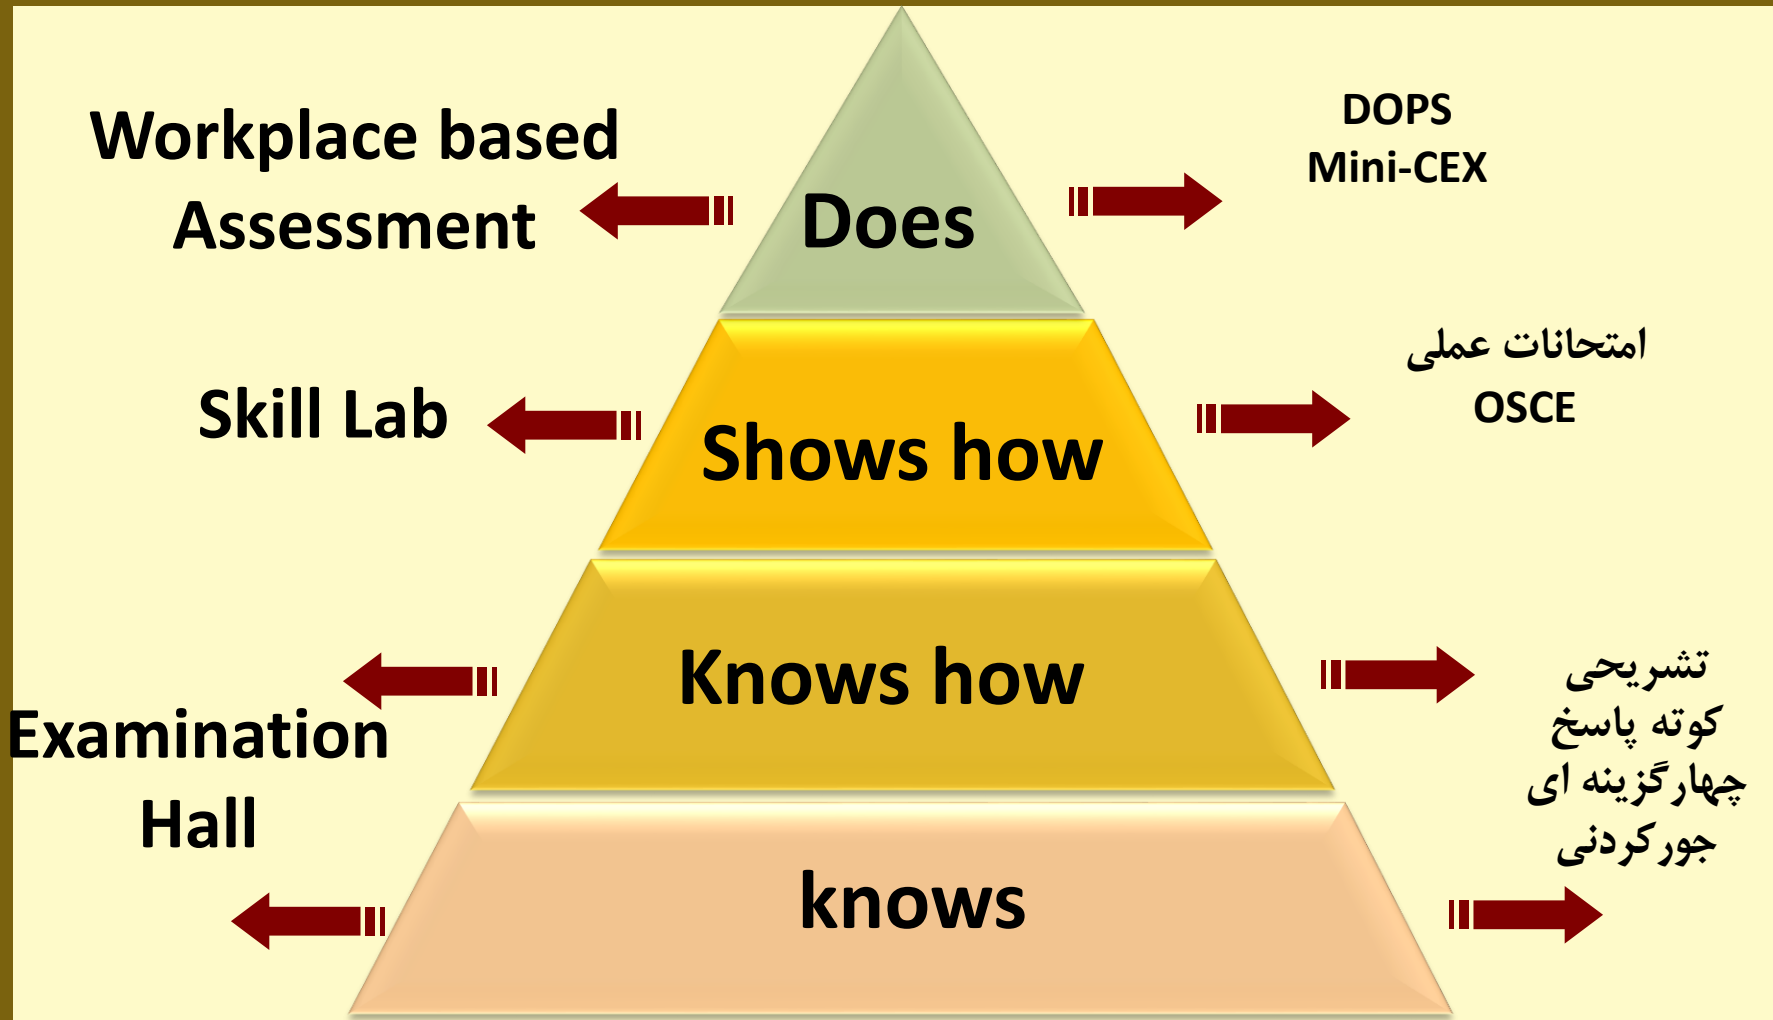 Workplace based
Assessment
Does
DOPS
Mini-CEX
Skill Lab
Shows how
امتحانات عملی
OSCE
Examination
Hall
Knows how
تشریحی
کوته پاسخ
چهارگزینه ای
جورکردنی
knows